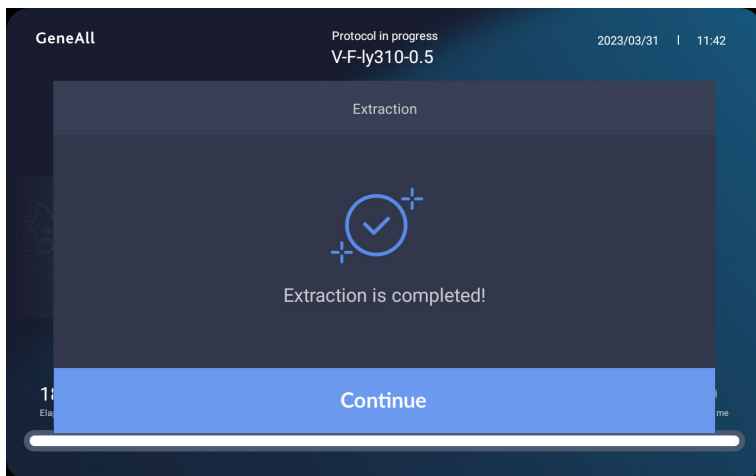 GeneAll
Protocol in progress
V-F-ly310-0.5
2023/03/31 | 11:42
Extraction
Extraction is completed!
Continue